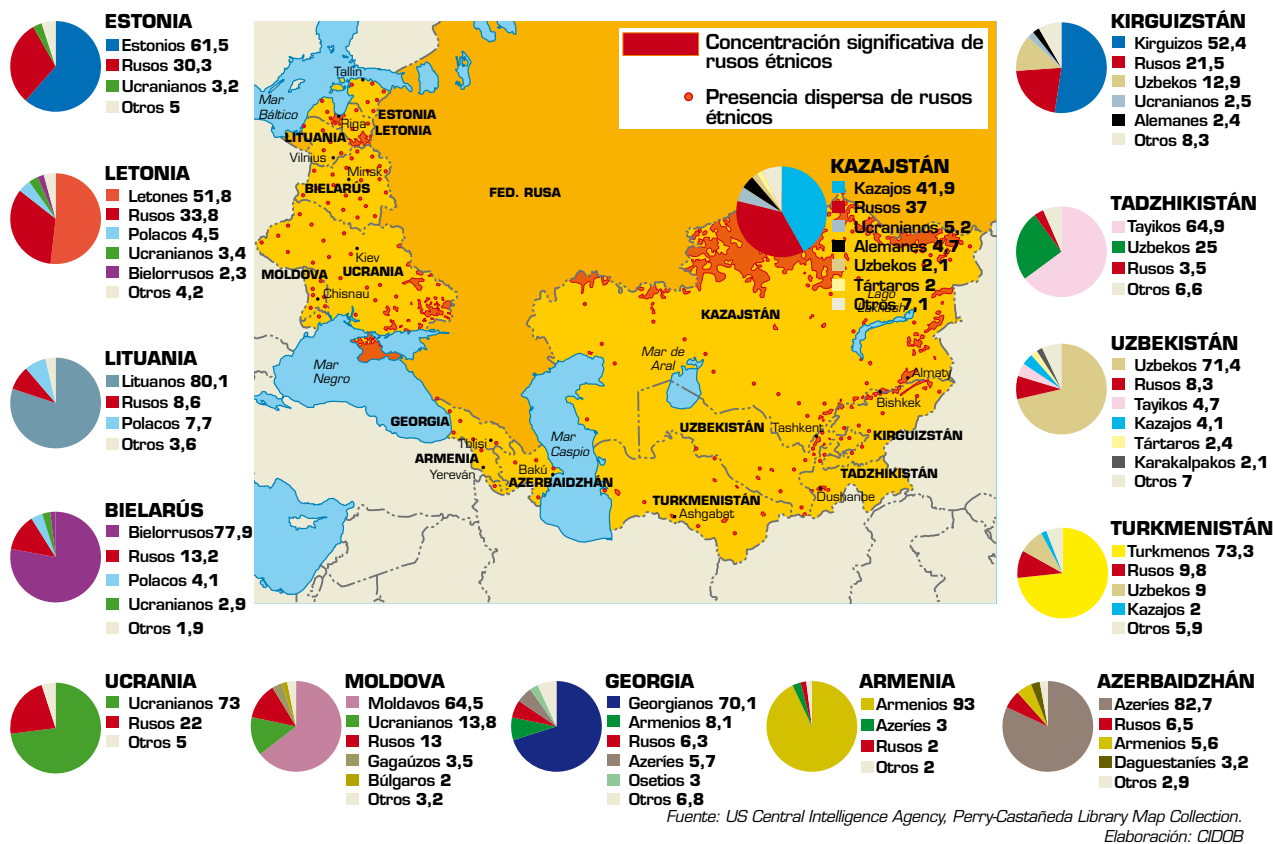 ESTONIA
Estonios 61,5
Rusos 30,3
Ucranianos 3,2
Otros 5
LETONIA
Letones 51,8
Rusos 33,8
Polacos 4,5
Ucranianos 3,4
Bielorrusos 2,3
Otros 4,2
LITUANIA
Lituanos 80,1
Rusos 8,6
Polacos 7,7
Otros 3,6
BIELARÚS
Bielorrusos 77,9
Rusos 13,2
Polacos 4,1
Ucranianos 2,9
Otros 1,9
Concentración significativa de
rusos étnicos
Presencia dispersa de rusos
étnicos
Tallin
Mar
Báltico
ESTONIA
Riga
LETONIA
LITUANIA
Vilnius
Minsk
BIELARÚS
FED. RUSA
Kiev
MOLDOVA
UCRANIA
Chisnau
Mar
Negro
GEORGIA
Tblisi
ARMENIA
Yereván
Bakú
AZERBAIDZHÁN
Mar
Caspio
KAZAJSTÁN
Kazajos 41,9
Rusos 37
Ucranianos 5,2
Alemanes 4,7
Uzbekos 2,1
Tártaros 2
Otros 7,1
Lago
Lakhash
KAZAJSTÁN
Mar de
Aral
Almaty
Bishkek
UZBEKISTÁN
Tashkent
KIRGUIZSTÁN
TADZHIKISTÁN
Dushanbe
TURKMENISTÁN
Ashgabat
KIRGUIZSTÁN
Kirguizos 52,4
Rusos 21,5
Uzbekos 12,9
Ucranianos 2,5
Alemanes 2,4
Otros 8,3
TADZHIKISTÁN
Tayikos 64,9
Uzbekos 25
Rusos 3,5
Otros 6,6
UZBEKISTÁN
Uzbekos 71,4
Rusos 8,3
Tayikos 4,7
Kazajos 4,1
Tártaros 2,4
Karakalpakos 2,1
Otros 7
TURKMENISTÁN
Turkmenos 73,3
Rusos 9,8
Uzbekos 9
Kazajos 2
Otros 5,9
UCRANIA
Ucranianos 73
Rusos 22
Otros 5
MOLDOVA
Moldavos 64,5
Ucranianos 13,8
Rusos 13
Gagaúzos 3,5
Búlgaros 2
Otros 3,2
GEORGIA
Georgianos 70,1
Armenios 8,1
Rusos 6,3
Azeríes 5,7
Osetios 3
Otros 6,8
ARMENIA
Armenios 93
Azeríes 3
Rusos 2
Otros 2
AZERBAIDZHÁN
Azeríes 82,7
Rusos 6,5
Armenios 5,6
Daguestaníes 3,2
Otros 2,9
Fuente: US Central Intelligence Agency, Perry-Castañeda Library Map Collection.
Elaboración: CIDOB